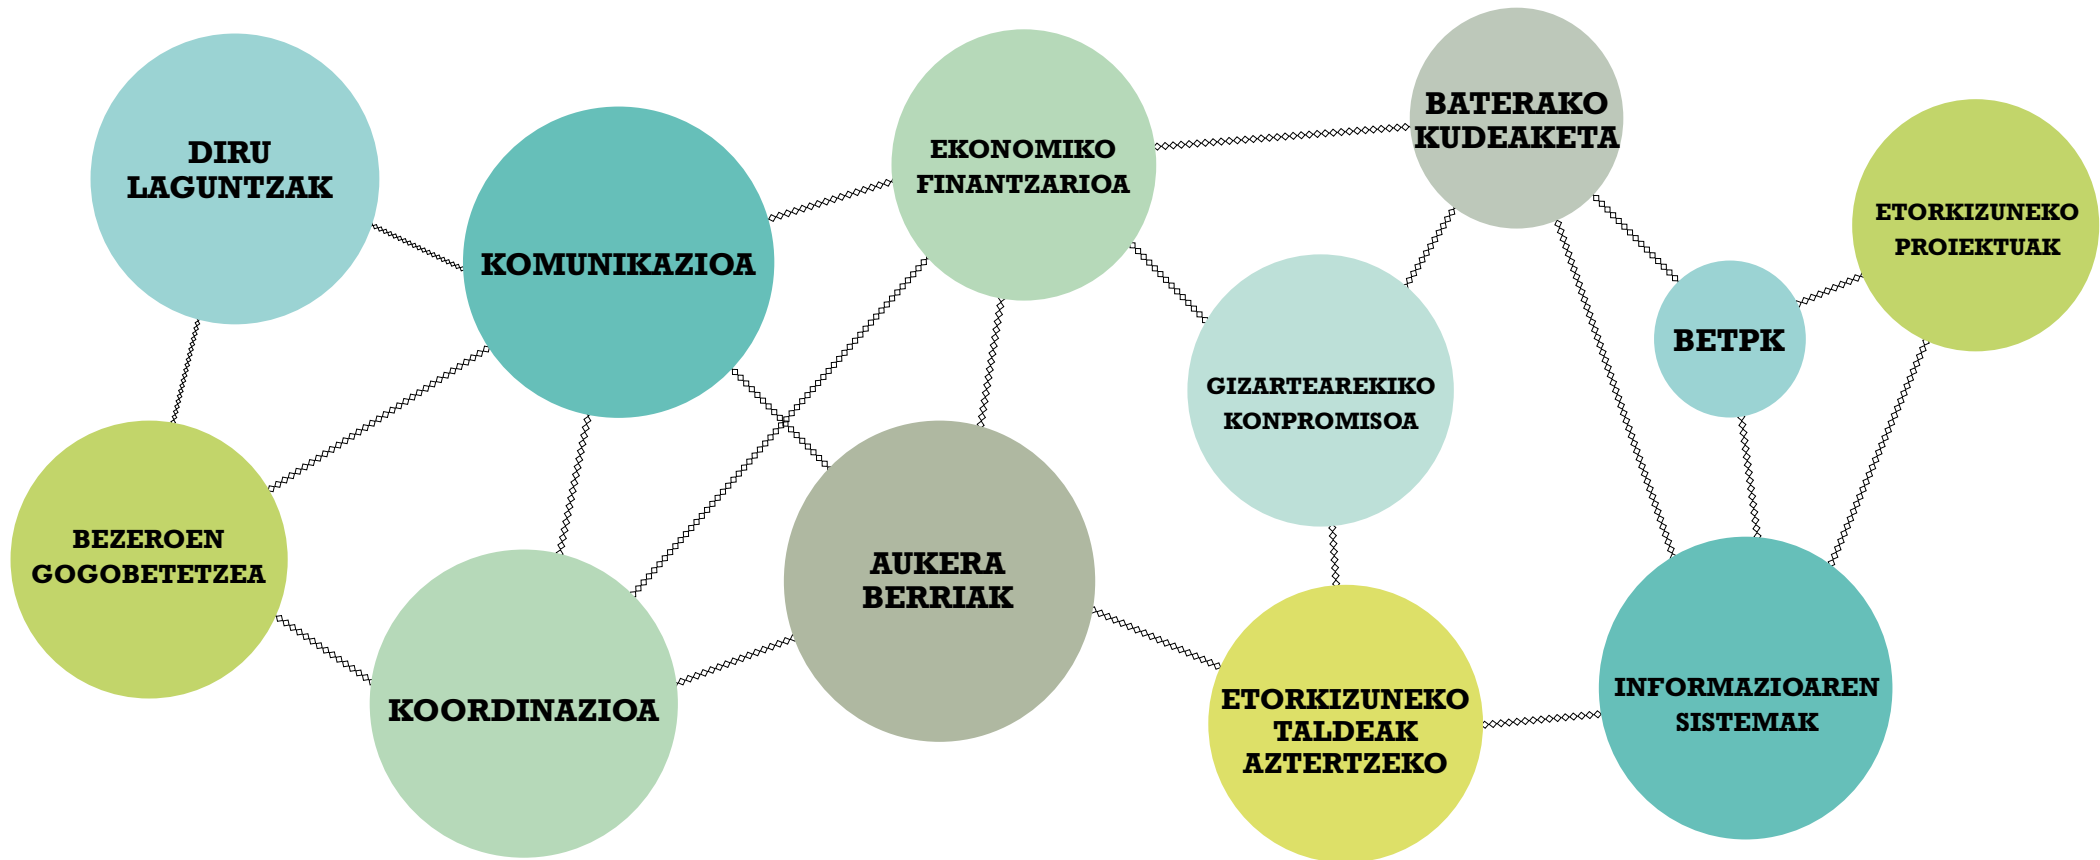 DIRU
LAGUNTZAK
KOMUNIKAZIOA
EKONOMIKO
FINANTZARIOA
BATERAKO
KUDEAKETA
ETORKIZUNEKO
PROIEKTUAK
BETPK
GIZARTEAREKIKO
KONPROMISOA
BEZEROEN
GOGOBETETZEA
KOORDINAZIOA
AUKERA
BERRIAK
ETORKIZUNEKO
TALDEAK
AZTERTZEKO
INFORMAZIOAREN
SISTEMAK